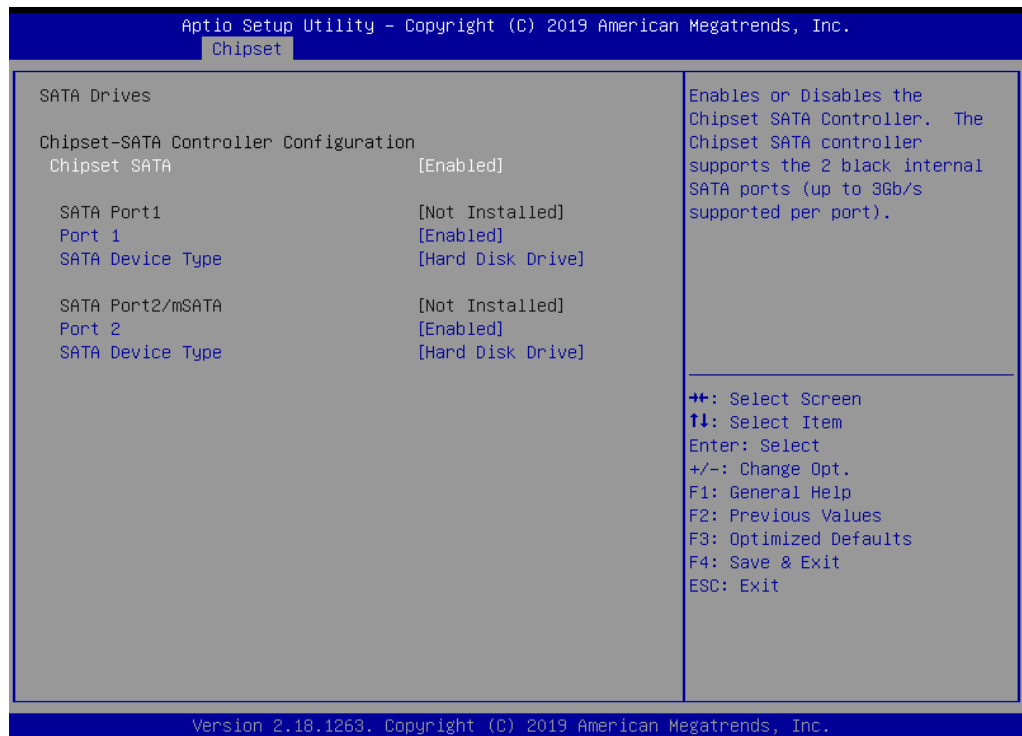 Aptio Setup Utility – Copyright (C) 2019 American Megatrends, Inc.
Chipset
SATA Drives
Chipset-SATA Controller Configuration
Chipset SATA [Enabled]
SATA Port1 [Not Installed]
Port 1 [Enabled]
SATA Device Type [Hard Disk Drive]
SATA Port2/mSATA [Not Installed]
Port 2 [Enabled]
SATA Device Type [Hard Disk Drive]
Enables or Disables the
Chipset SATA Controller. The
Chipset SATA controller
supports the 2 black internal
SATA ports (up to 3Gb/s
supported per port).
→←: Select Screen
↑↓: Select Item
Enter: Select
+/-: Change Opt.
F1: General Help
F2: Previous Values
F3: Optimized Defaults
F4: Save & Exit
ESC: Exit
Version 2.18.1263. Copyright (C) 2019 American Megatrends, Inc.